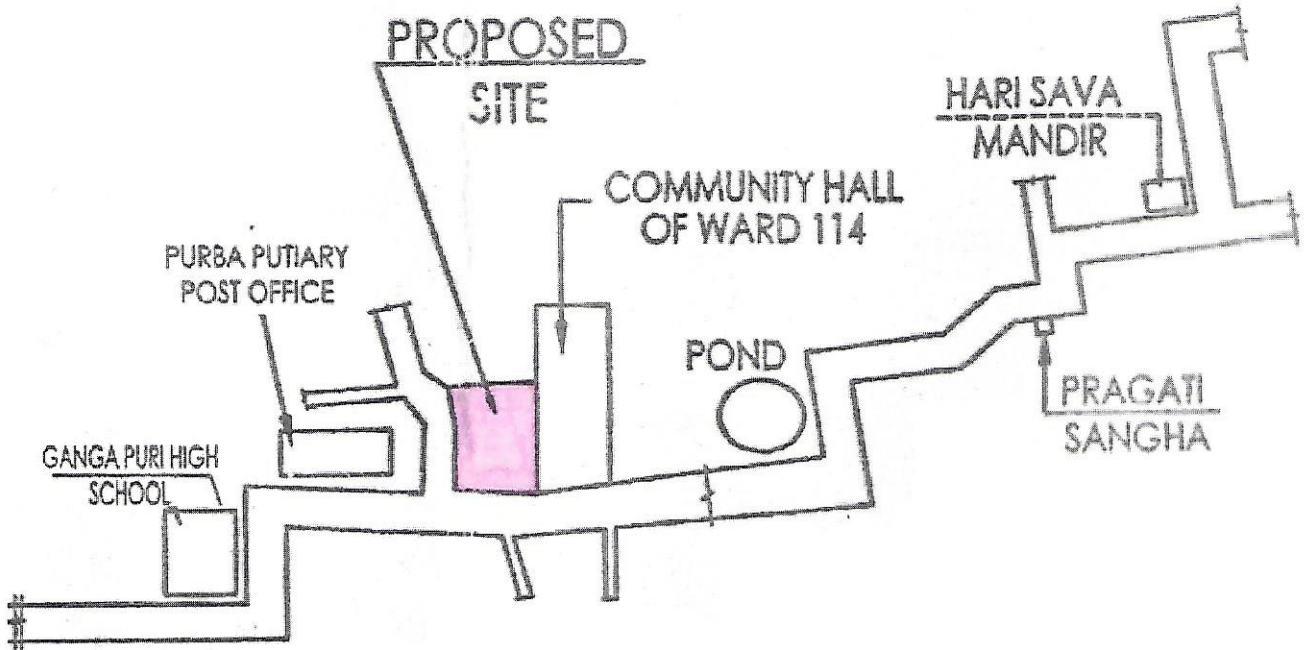 PROPOSED
SITE
HARI SAVA
MANDIR
COMMUNITY HALL
OF WARD 114
PURBA PUTIARY
POST OFFICE
POND
PRAGATI
SANGHA
GANGA PURI HIGH
SCHOOL